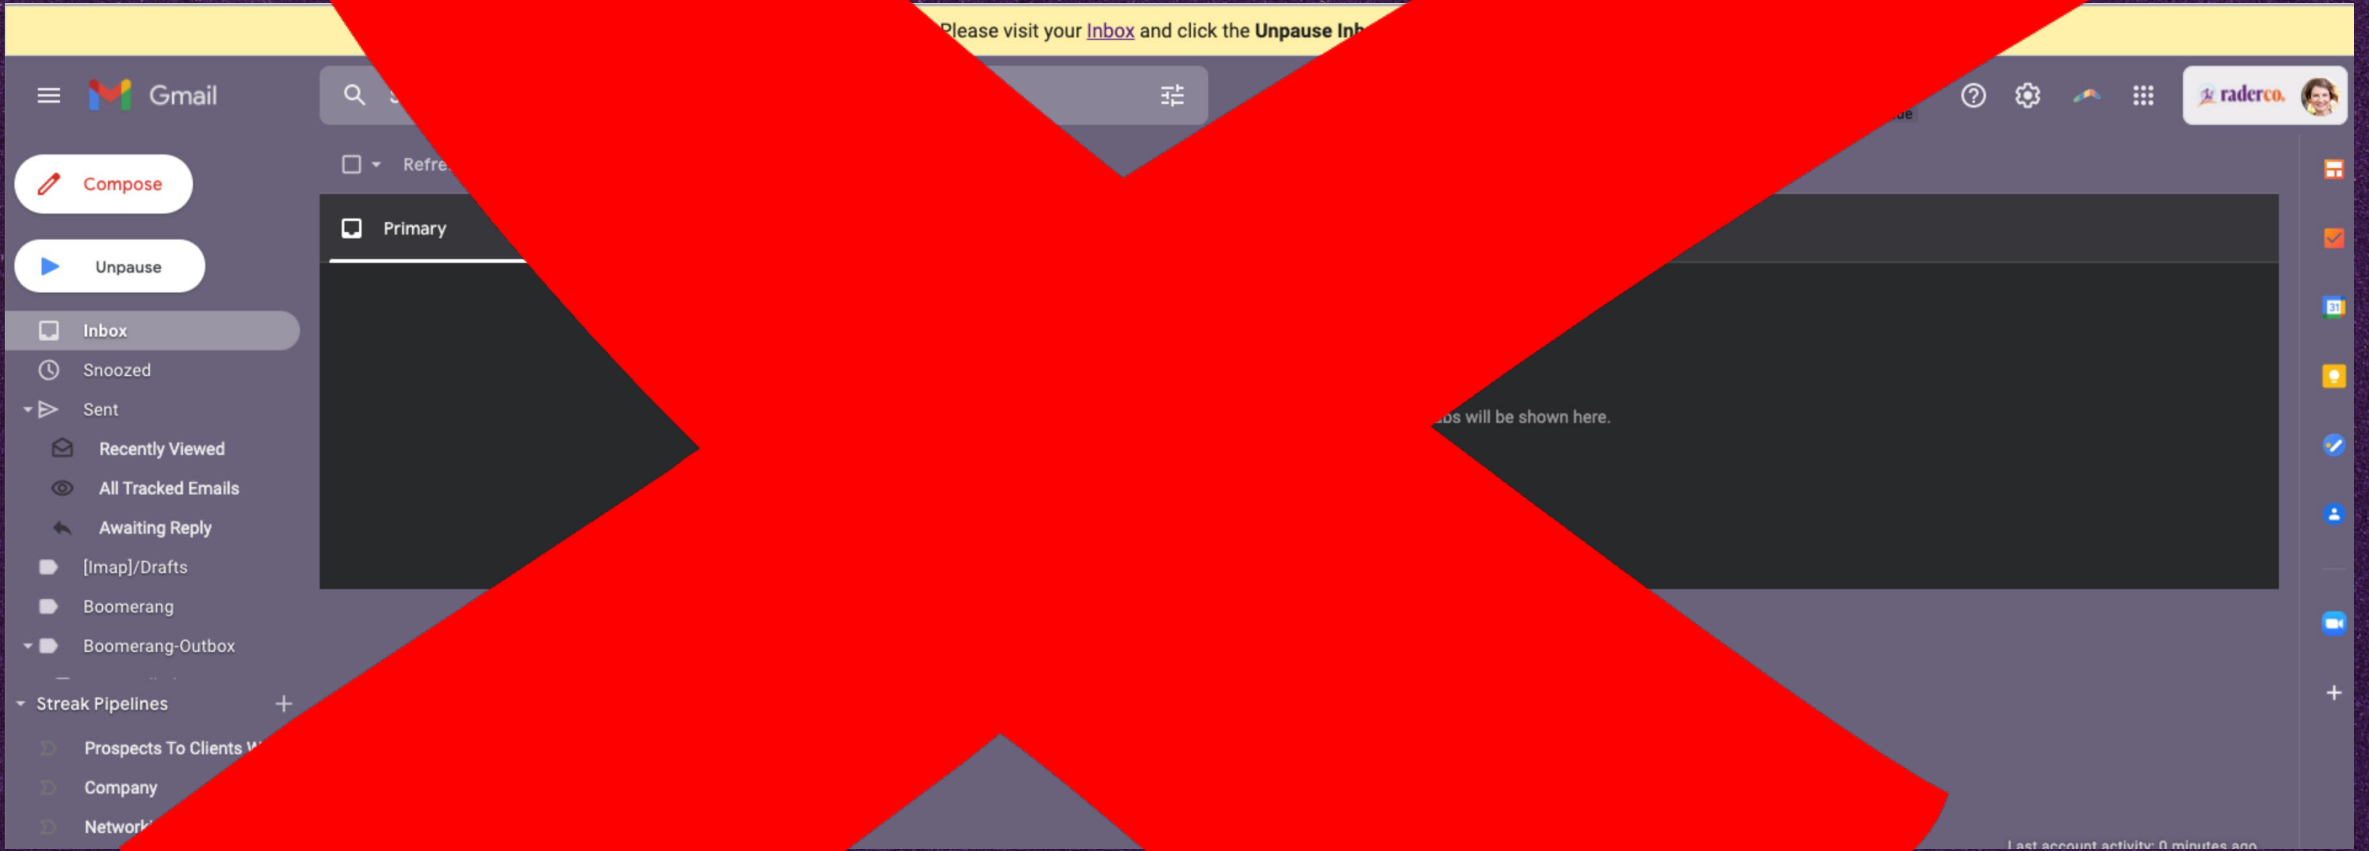 Please visit your Inbox and click the Unpause
Gmail
raderco.
Compose
Primary
Unpause
Inbox
Snoozed
will be shown here.
Sent
Recently Viewed
All Tracked Emails
Awaiting Reply
[Imap]/Drafts
Boomerang
Boomerang-Outbox
Streak Pipelines
Prospects To Clients
Company
Last account activity: 0 minutes ago